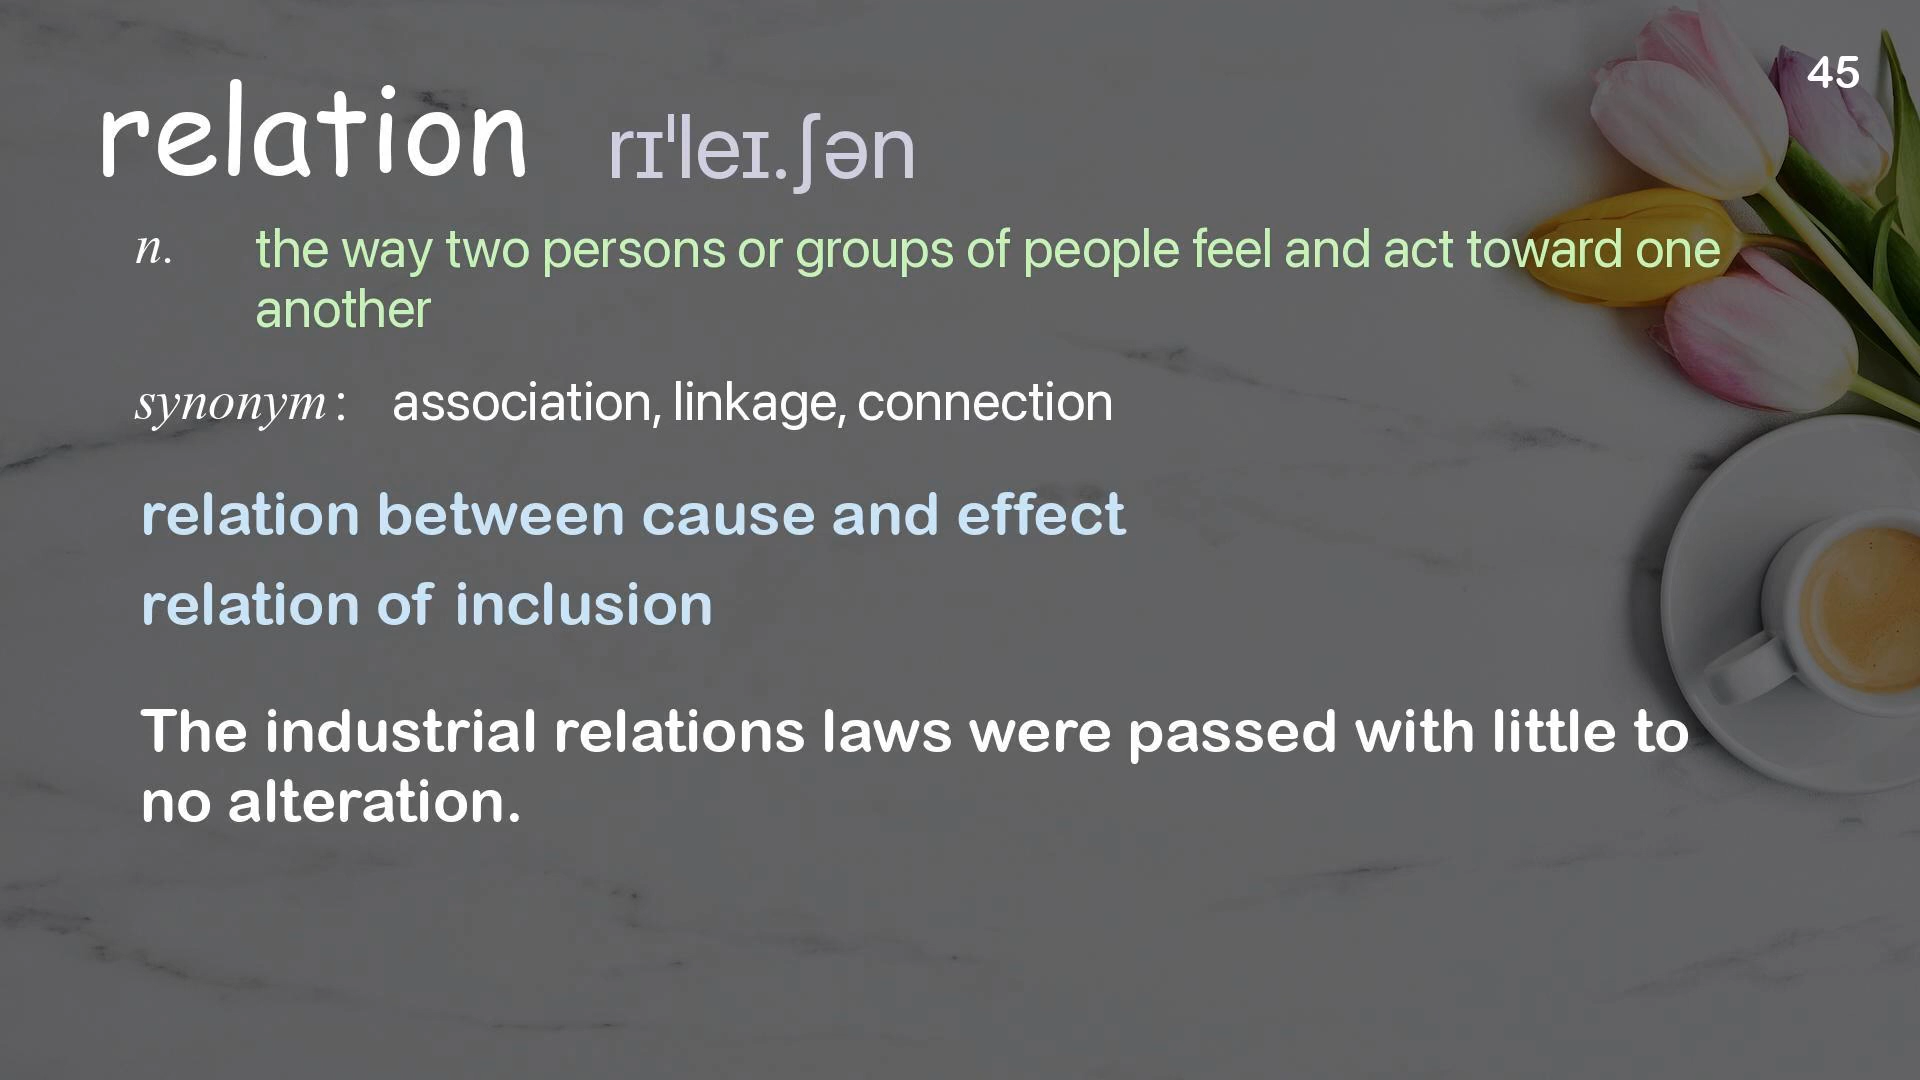 45
relation rɪˈleɪ.ʃən
n. the way two persons or groups of people feel and act toward one
another
synonym: association, linkage, connection
relation between cause and effect
relation of inclusion
The industrial relations laws were passed with little to
no alteration.